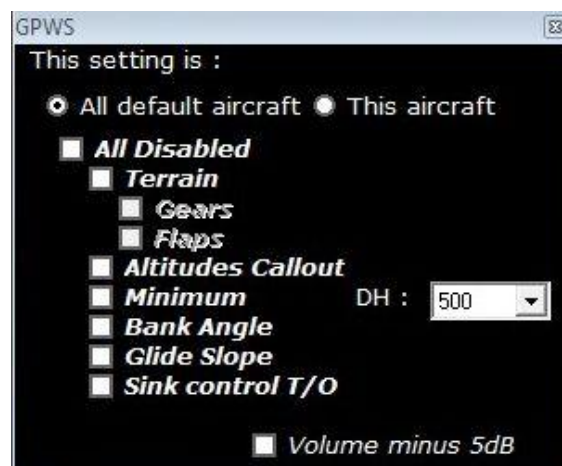 GPWS
This setting is :
All default aircraft This aircraft
All Disabled
Terrain
Gears
Flaps
Altitudes Callout
Minimum DH : 500
Bank Angle
Glide Slope
Sink control T/O
Volume minus 5dB